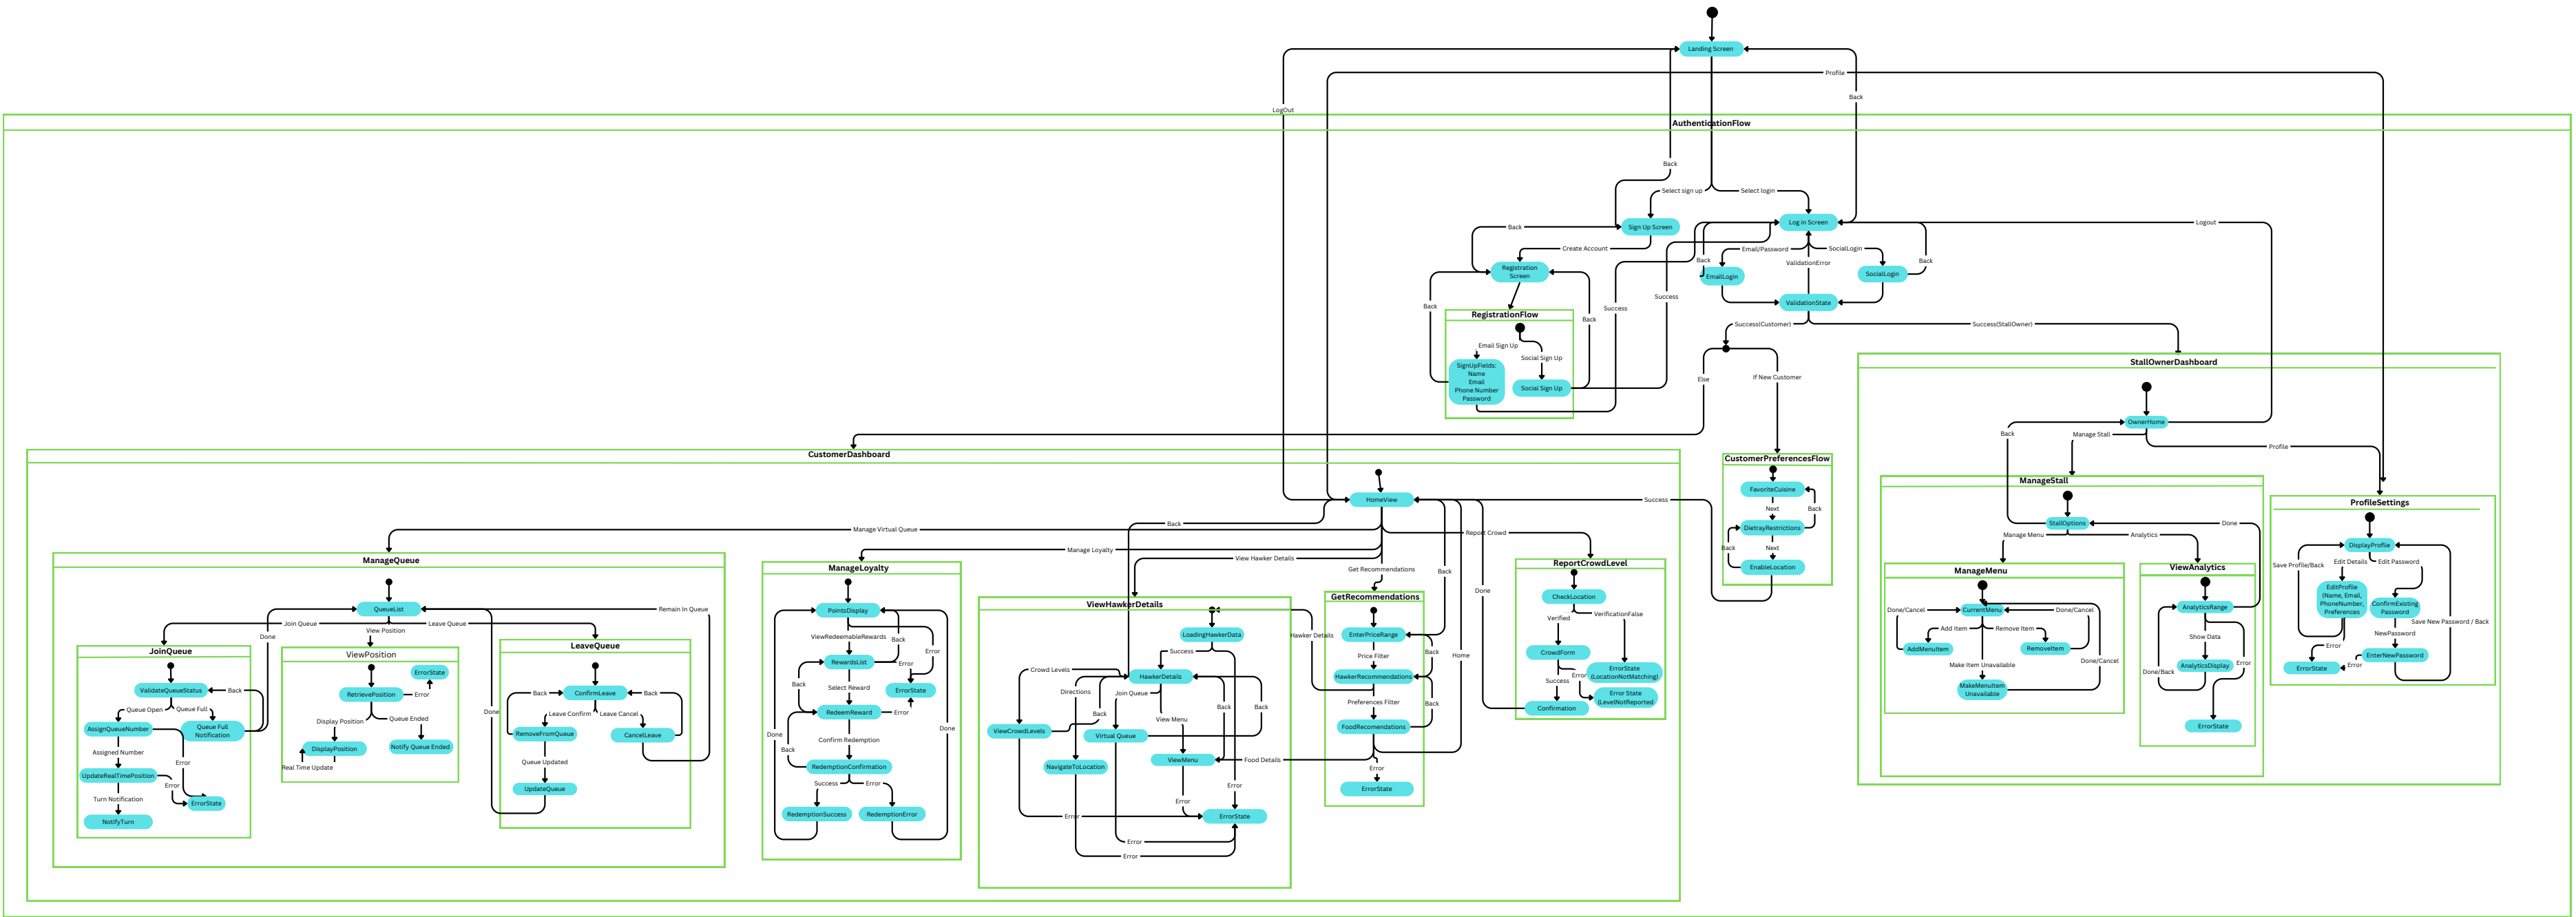 Landing Screen
Profile
Back
LogOut
AuthenticationFlow
Back
Select sign up
Select login
Log in Screen
Logout
Sign Up Screen
Back
Create Account
Email/Password
SocialLogin
Back
Back
ValidationError
Registration
Screen
EmailLogin
SocialLogin
Success
Back
Success
Back
ValidationState
RegistrationFlow
Success(Customer)
Success(StallOwner)
Email Sign Up
Social Sign Up
SignUpFields:
Name
Email
Phone Number
Password
Social Sign Up
Else
If New Customer
StallOwnerDashboard
OwnerHome
Back
Manage Stall
Profile
CustomerDashboard
CustomerPreferencesFlow
FavoriteCuisine
Next
Back
DietrayRestrictions
Back
Next
EnableLocation
HomeView
Success
Back
Manage Virtual Queue
Report Crowd
Manage Loyalty
View Hawker Details
Get Recommendations
Back
Done
Home
ManageStall
StallOptions
Done
Manage Menu
Analytics
ManageMenu
CurrentMenu
Done/Cancel
Done/Cancel
Add Item
Remove Item
AddMenuItem
RemoveItem
Make Item Unavailable
Done/Cancel
MakeMenuItem
Unavailable
ViewAnalytics
AnalyticsRange
Show Data
Error
AnalyticsDisplay
Done/Back
ErrorState
ProfileSettings
DisplayProflie
Save Profile/Back
Edit Details
Edit Password
EditProfile
(Name, Email,
PhoneNumber,
Preferences
ConfirmExisting
Password
Save New Password / Back
NewPassword
Error
EnterNewPassword
Error
ErrorState
ManageQueue
QueueList
Remain In Queue
Join Queue
View Position
Leave Queue
Done
JoinQueue
ValidateQueueStatus
Back
Queue Open
Queue Full
AssignQueueNumber
Queue Full
Notification
Assigned Number
Error
UpdateRealTimePosition
Error
Turn Notification
ErrorState
NotifyTurn
ViewPosition
ErrorState
RetrievePosition
Error
Display Position
Queue Ended
DisplayPosition
Notify Queue Ended
Real Time Update
LeaveQueue
Back
ConfirmLeave
Back
Done
Leave Confirm
Leave Cancel
RemoveFromQueue
CancelLeave
Queue Updated
UpdateQueue
ManageLoyalty
PointsDisplay
ViewRedeemableRewards
Back
Error
RewardsList
Error
Back
Select Reward
ErrorState
RedeemReward
Error
Done
Done
Confirm Redemption
Back
RedemptionConfirmation
Success
Error
RedemptionSuccess
RedemptionError
ViewHawkerDetails
LoadingHawkerData
Hawker Details
Success
Crowd Levels
HawkerDetails
Directions
Join Queue
Back
Back
Back
View Menu
ViewCrowdLevels
Virtual Queue
ViewMenu
Food Details
NavigateToLocation
Error
Error
Error
ErrorState
Error
Error
GetRecommendations
EnterPriceRange
Price Filter
Back
HawkerRecommendations
Preferences Filter
Back
FoodRecomendations
Error
ErrorState
ReportCrowdLevel
CheckLocation
Verified
VerificationFalse
CrowdForm
ErrorState
(LocationNotMatching)
Success
Error
Error State
(LevelNotReported
Confirmation